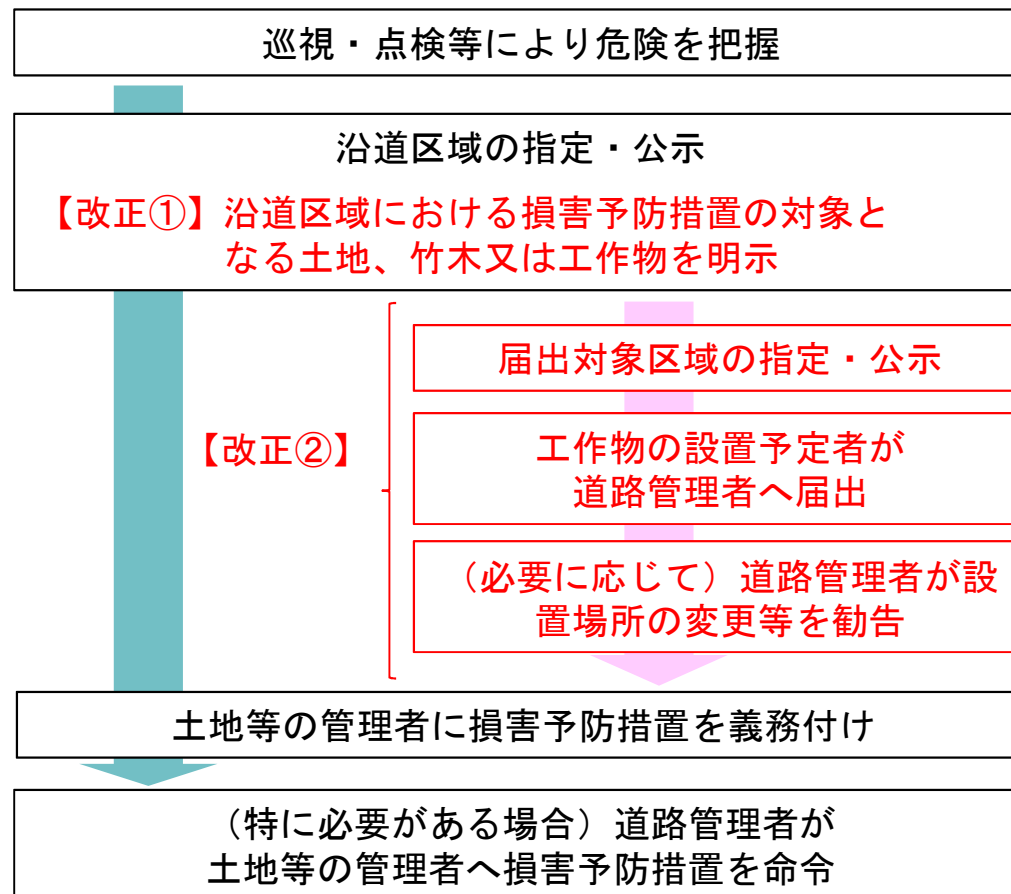 巡視・点検等により危険を把握
沿道区域の指定・公示
【改正①】沿道区域における損害予防措置の対象と
なる土地、竹木又は工作物を明示
【改正②】
届出対象区域の指定・公示
工作物の設置予定者が
道路管理者へ届出
（必要に応じて）道路管理者が設
置場所の変更等を勧告
土地等の管理者に損害予防措置を義務付け
（特に必要がある場合）道路管理者が
土地等の管理者へ損害予防措置を命令